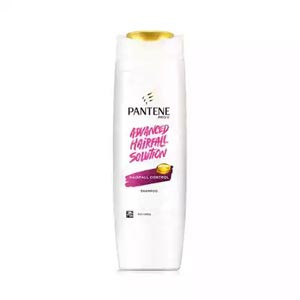 PANTENE
PRO-V
ADVANCED
HAIRFALL
SOLUTION
HAIRFALL CONTROL
SHAMPOO